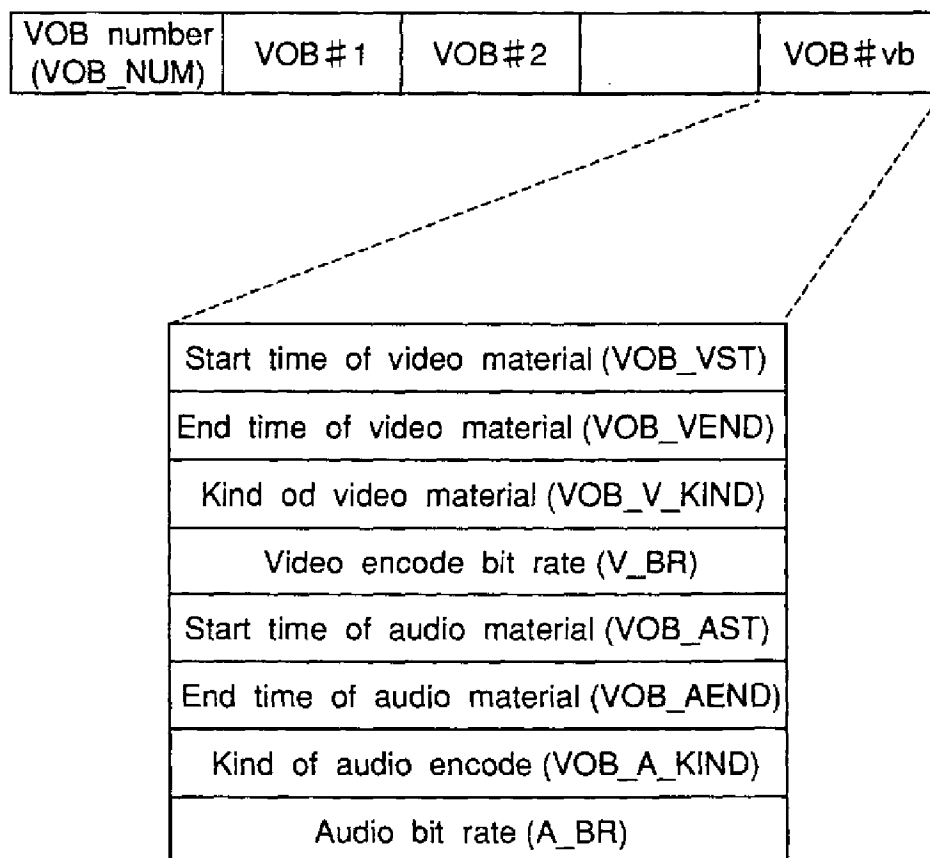 VOB number
(VOB_NUM)
VOB#1
VOB#2
VOB#vb
Start time of video material (VOB_VST)
End time of video material (VOB_VEND)
Kind od video material (VOB_V_KIND)
Video encode bit rate (V_BR)
Start time of audio material (VOB_AST)
End time of audio material (VOB_AEND)
Kind of audio encode (VOB_A_KIND)
Audio bit rate (A_BR)